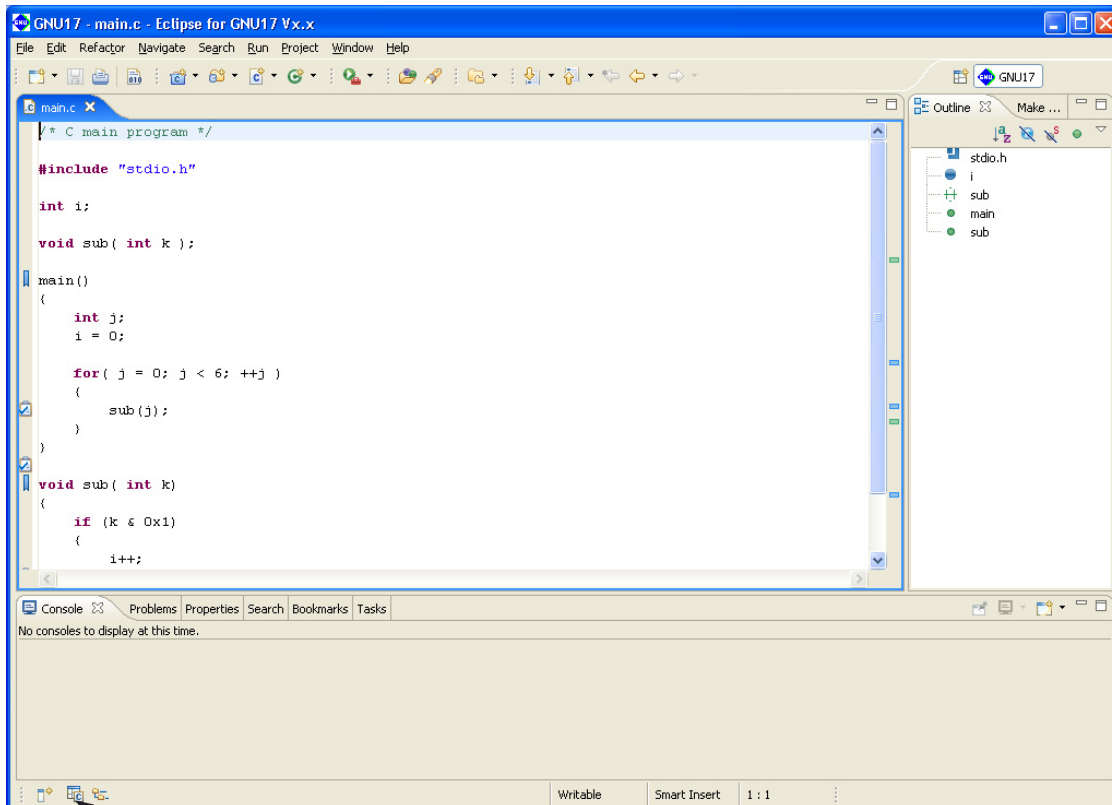 GNU17 - main.c - Eclipse for GNU17 Vx.x
File Edit Refactor Navigate Search Run Project Window Help
GNU17
main.c
Outline Make ...
/* C main program */
#include "stdio.h"
int i;
void sub( int k );
main()
{
int j;
i = 0;
for( j = 0; j < 6; ++j )
{
sub(j);
}
}
void sub( int k)
{
if (k & 0x1)
{
i++;
stdio.h
i
sub
main
sub
Console Problems Properties Search Bookmarks Tasks
No consoles to display at this time.
Writable Smart Insert 1 : 1